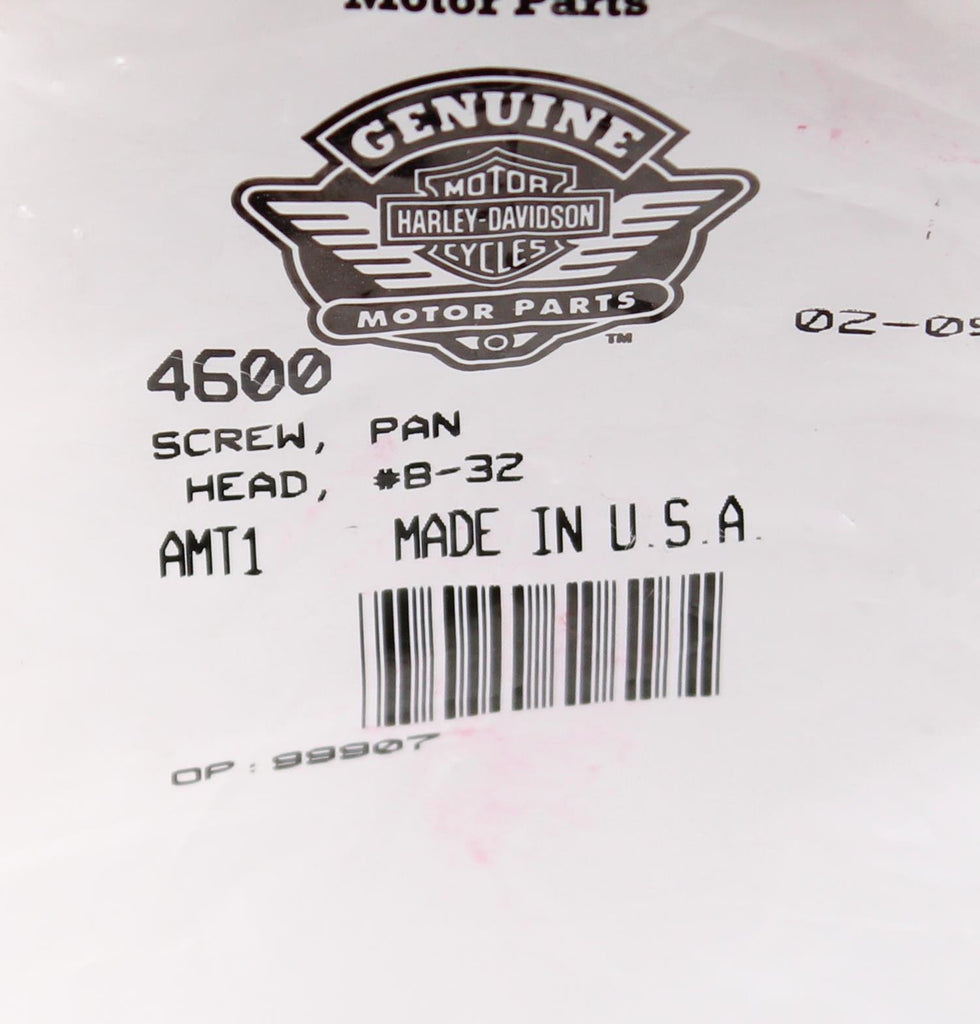 Motor Parts
GENUINE
MOTOR
HARLEY-DAVIDSON
CYCLES
MOTOR PARTS
TM
02-09
4600
SCREW, PAN
HEAD, #8-32
AMT1 MADE IN U.S.A.
OP:99907